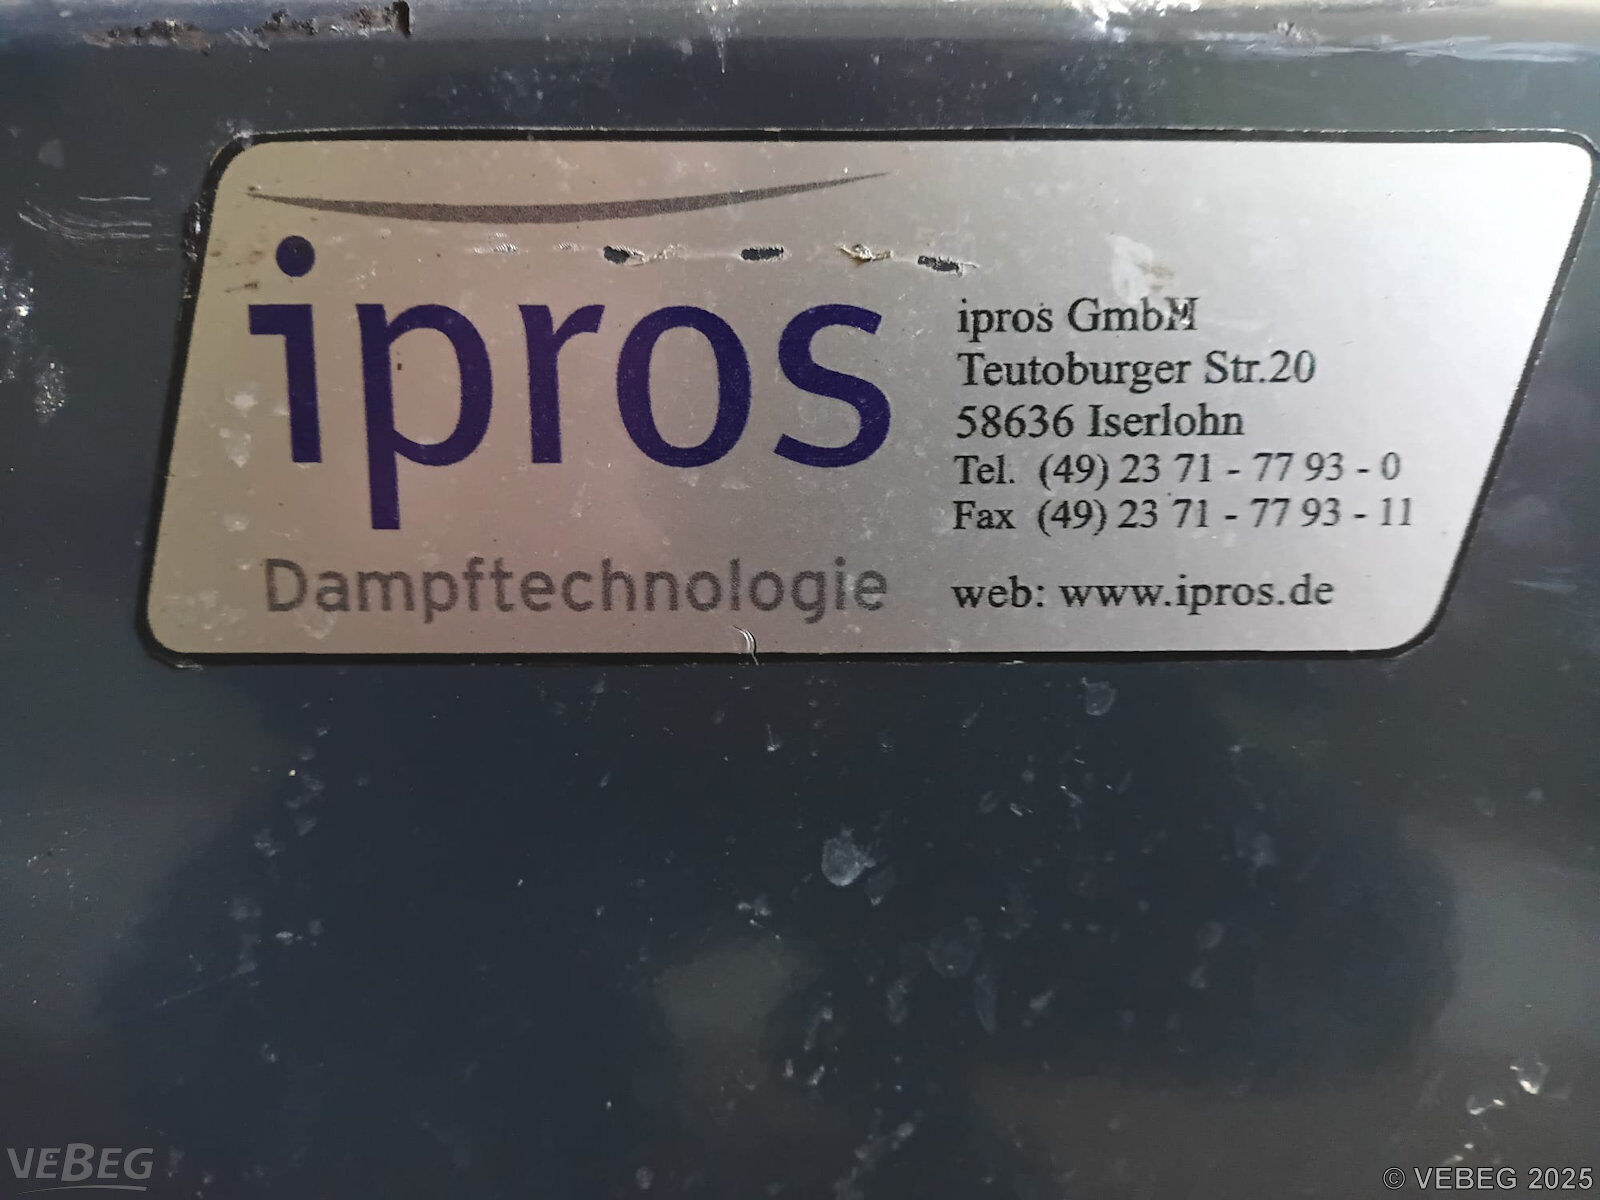 ipros
Dampftechnologie
ipros GmbH
Teutoburger Str.20
58636 Iserlohn
Tel. (49) 23 71 - 77 93 - 0
Fax (49) 23 71 - 77 93 - 11
web: www.ipros.de
VEBEG
© VEBEG 2025